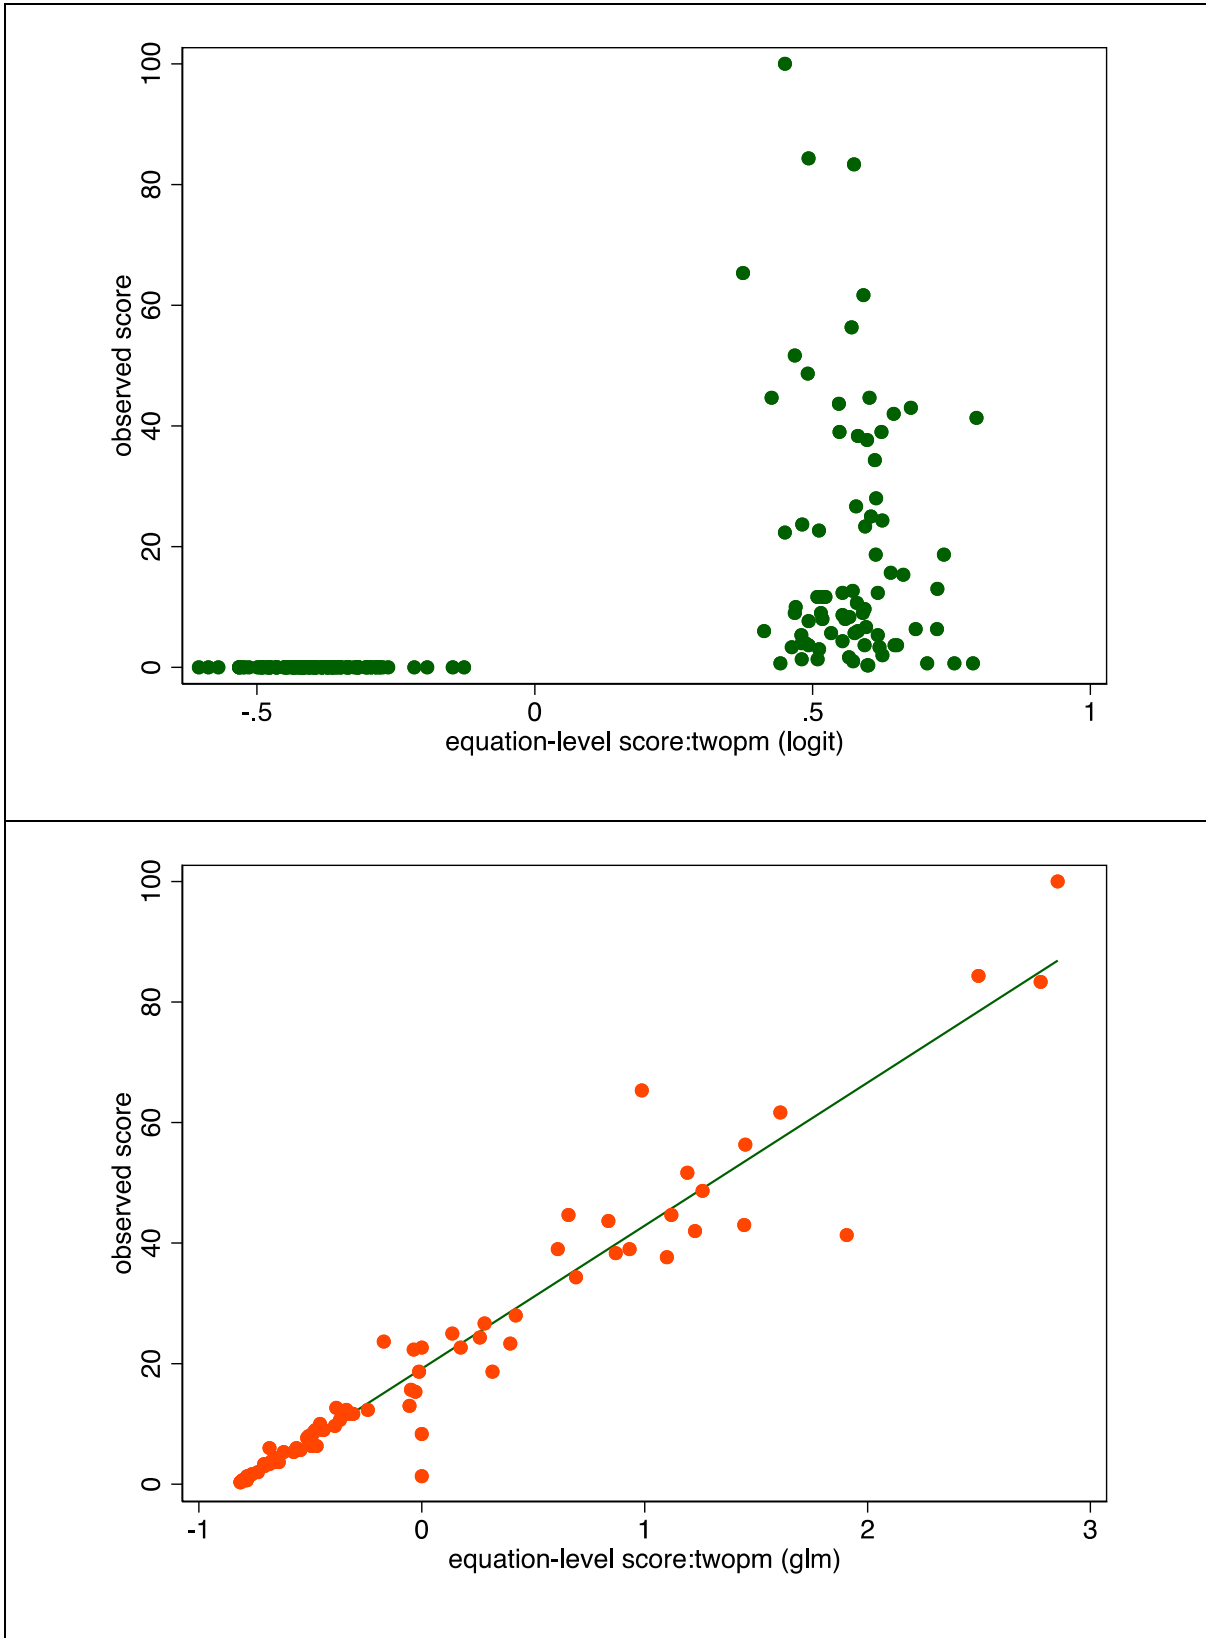 100
80
60
40
20
0
observed score
-.5 0 .5 1
equation-level score:twopm (logit)
100
80
60
40
20
0
observed score
-1 0 1 2 3
equation-level score:twopm (glm)